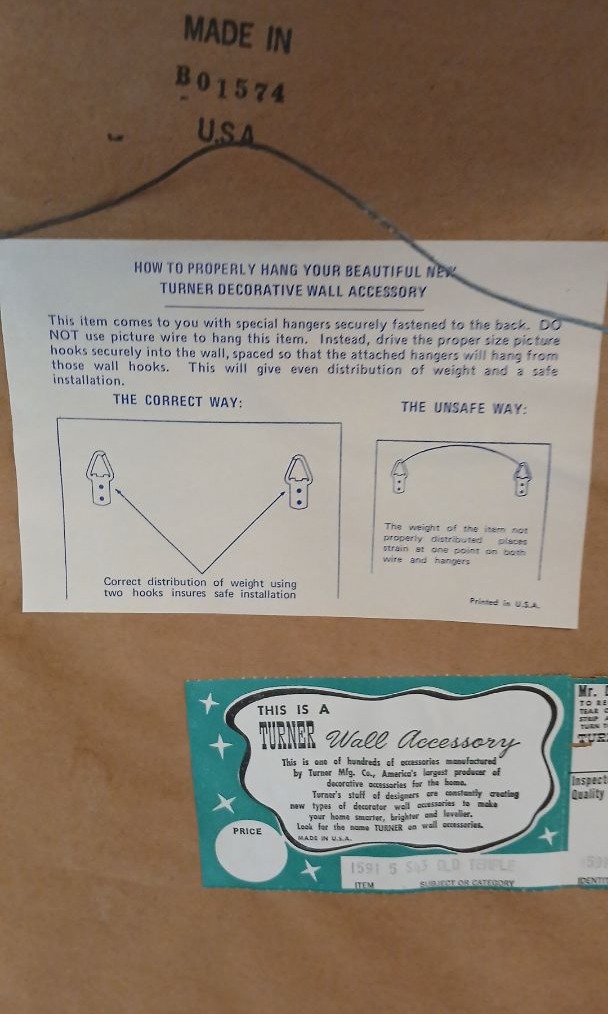 MADE IN
B01574
U.S.A
HOW TO PROPERLY HANG YOUR BEAUTIFUL NEW
TURNER DECORATIVE WALL ACCESSORY
This item comes to you with special hangers securely fastened to the back. DO
NOT use picture wire to hang this item. Instead, drive the proper size picture
hooks securely into the wall, spaced so that the attached hangers will hang from
those wall hooks. This will give even distribution of weight and a safe
installation.
THE CORRECT WAY:
Correct distribution of weight using
two hooks insures safe installation
THE UNSAFE WAY:
The weight of the item not
properly distributed places
strain at one point on both
wire and hangers
Printed in U.S.A.
THIS IS A
TURNER Wall Accessory
This is one of hundreds of accessories manufactured
by Turner Mfg. Co., America's largest producer of
decorative accessories for the home.
Turner's staff of designers are constantly creating
new types of decorator wall accessories to make
your home smarter, brighter and lovelier.
Look for the name TURNER on wall accessories.
MADE IN U.S.A.
PRICE
1591 S OLD TEMPLE
ITEM SUBJECT OR CATEGORY
Mr.
TO RE
TEAR
STRIP
TURN
TUR
Inspect
Quality
IDENTI